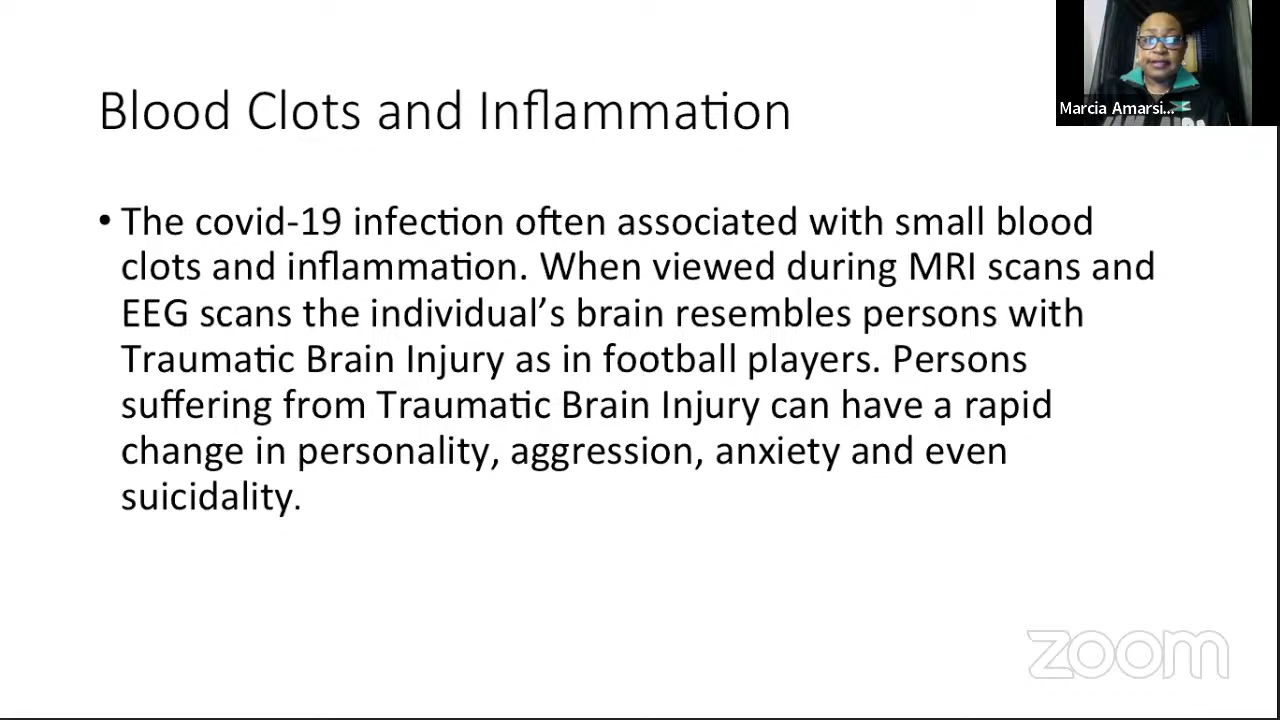 Marcia Amarsi...
Blood Clots and Inflammation
• The covid-19 infection often associated with small blood
clots and inflammation. When viewed during MRI scans and
EEG scans the individual’s brain resembles persons with
Traumatic Brain Injury as in football players. Persons
suffering from Traumatic Brain Injury can have a rapid
change in personality, aggression, anxiety and even
suicidality.
zoom